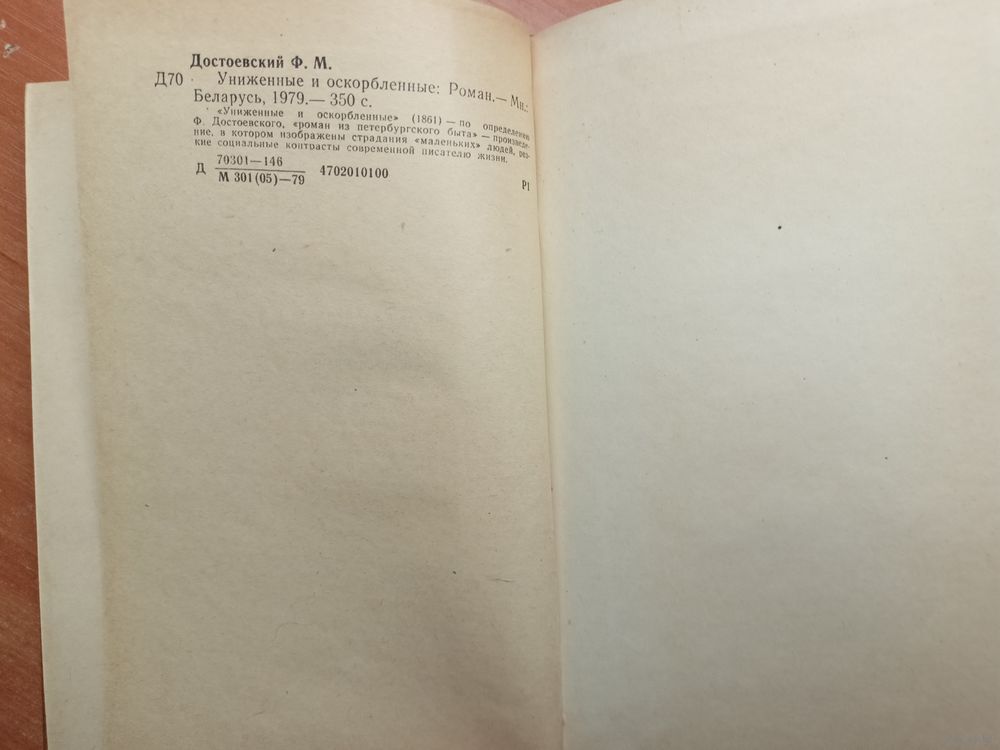 Достоевский Ф. М.
Д70 Униженные и оскорбленные: Роман.— Мн.:
Беларусь, 1979.— 350 с.
«Униженные и оскорбленные» (1861) — по определению
Ф. Достоевского, «роман из петербургского быта» — произведе-
ние, в котором изображены страдания «маленьких» людей, рез-
кие социальные контрасты современной писателю жизни.
70301—146
Д 4702010100
М 301(05)—79
Р1